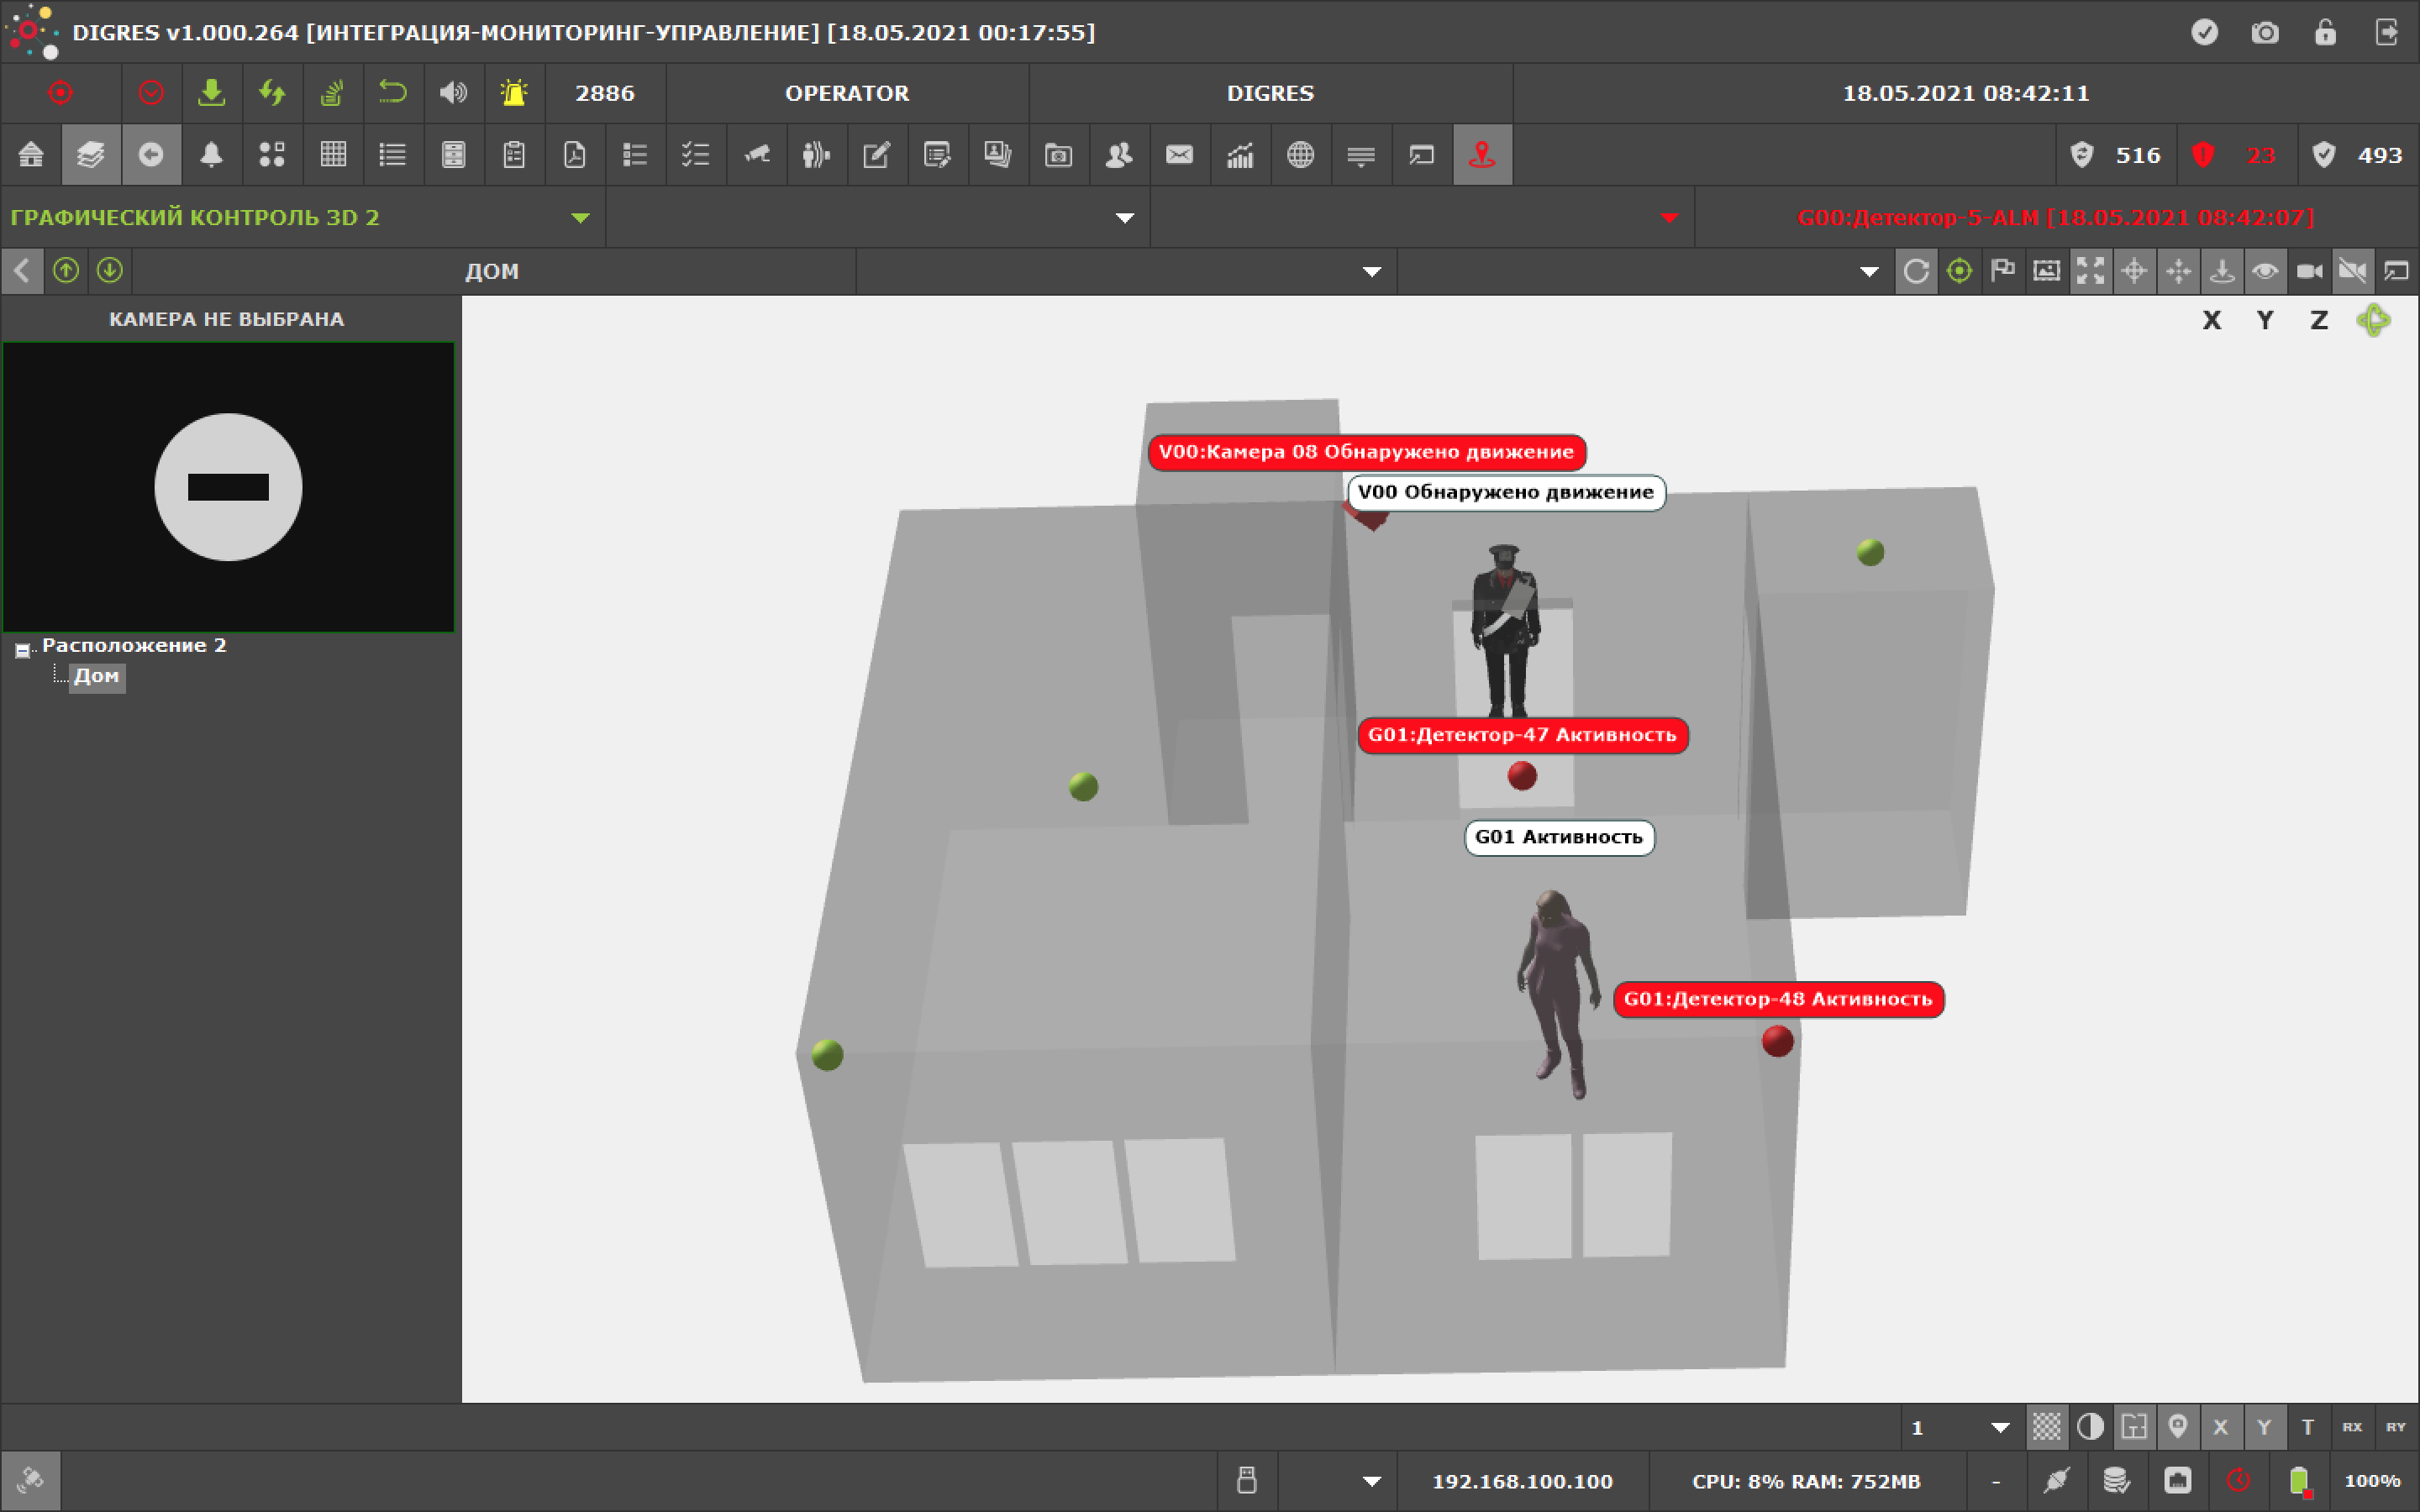 DIGRES v1.000.264 [ИНТЕГРАЦИЯ-МОНИТОРИНГ-УПРАВЛЕНИЕ] [18.05.2021 00:17:55]
2886 OPERATOR DIGRES 18.05.2021 08:42:11
516 23 493
ГРАФИЧЕСКИЙ КОНТРОЛЬ 3D 2 G00:Детектор-5-ALM [18.05.2021 08:42:07]
ДОМ
КАМЕРА НЕ ВЫБРАНА
X Y Z
V00:Камера 08 Обнаружено движение
V00 Обнаружено движение
Расположение 2
Дом
G01:Детектор-47 Активность
G01 Активность
G01:Детектор-48 Активность
1 X Y T RX RY
192.168.100.100 CPU: 8% RAM: 752MB - 100%